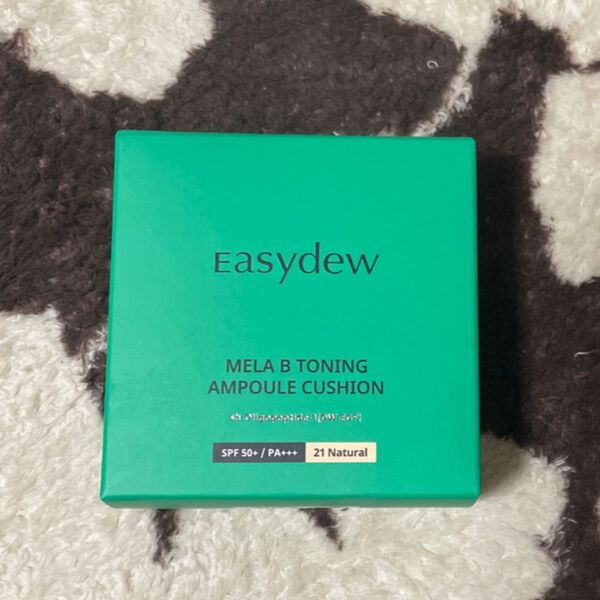 Easydew
MELA B TONING
AMPOULE CUSHION
SPF 50+ / PA+++ 21 Natural